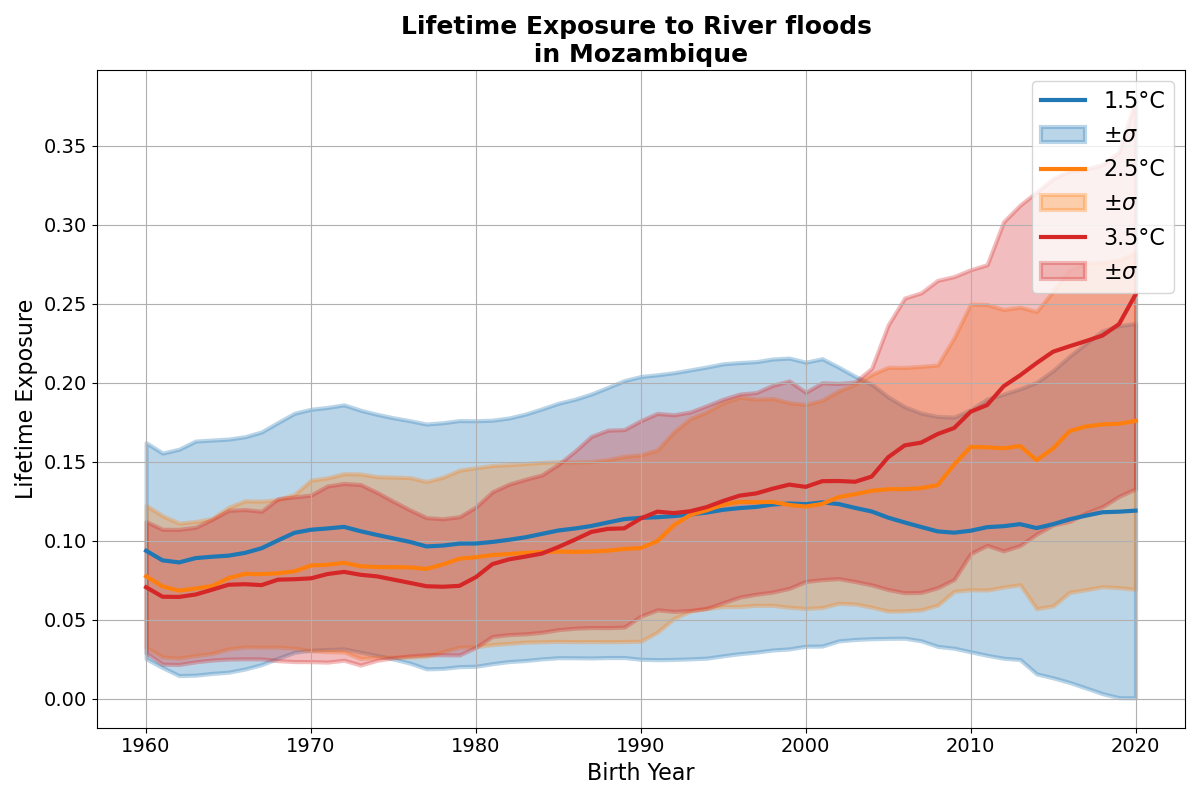 Lifetime Exposure to River floods
in Mozambique
Lifetime Exposure
0.35
0.30
0.25
0.20
0.15
0.10
0.05
0.00
1960 1970 1980 1990 2000 2010 2020
Birth Year
1.5°C
±σ
2.5°C
±σ
3.5°C
±σ